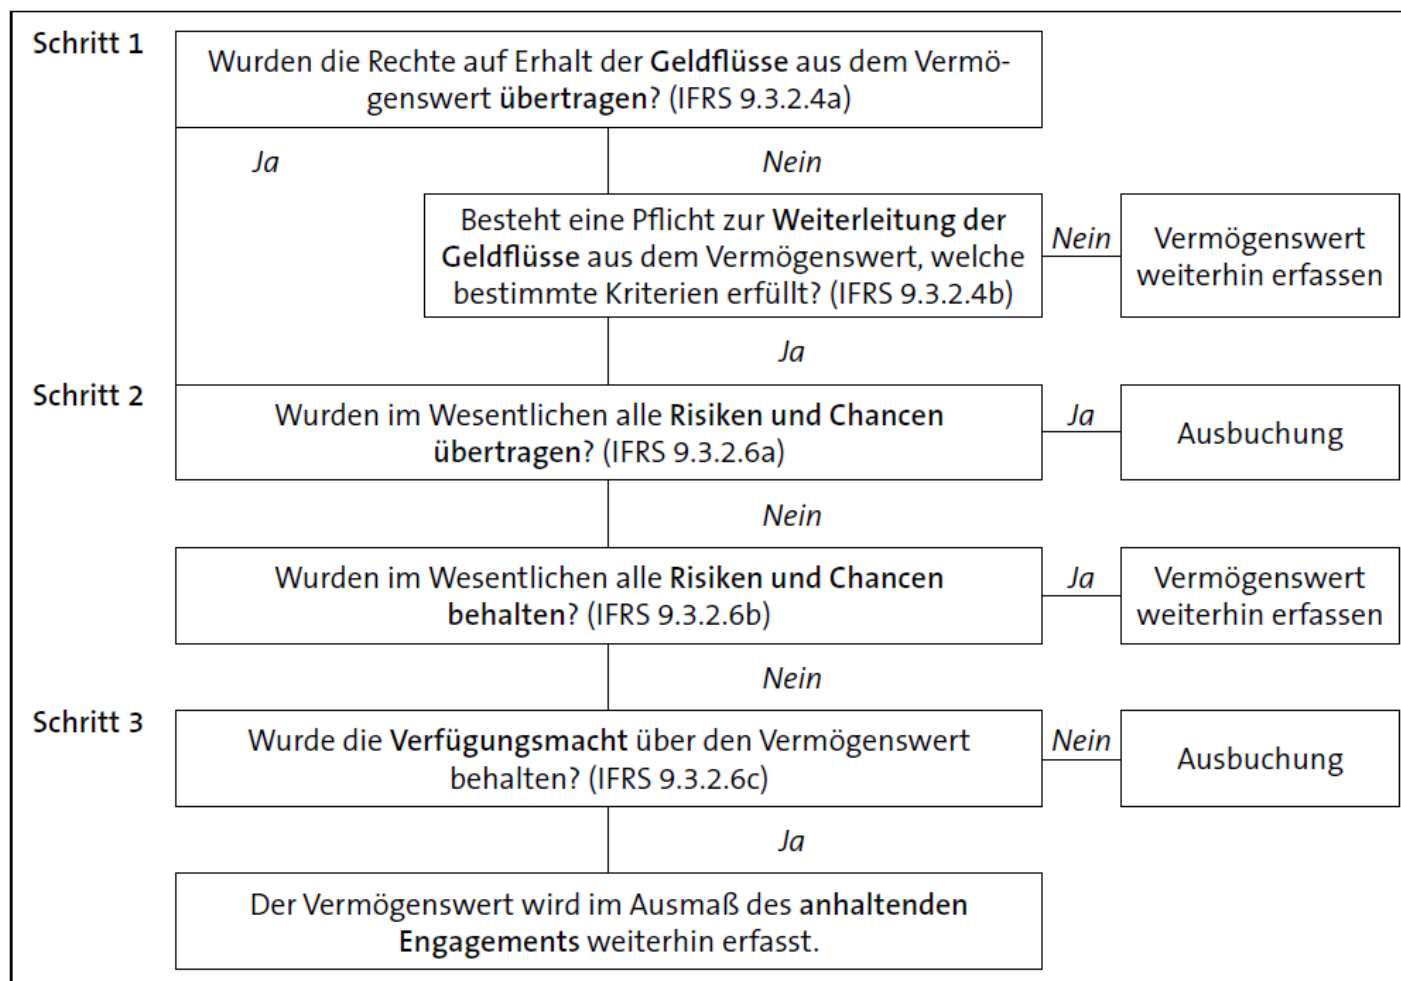 Schritt 1
Wurden die Rechte auf Erhalt der Geldflüsse aus dem Vermö-
genswert übertragen? (IFRS 9.3.2.4a)
Ja
Nein
Besteht eine Pflicht zur Weiterleitung der
Geldflüsse aus dem Vermögenswert, welche
bestimmte Kriterien erfüllt? (IFRS 9.3.2.4b)
Nein
Vermögenswert
weiterhin erfassen
Ja
Schritt 2
Wurden im Wesentlichen alle Risiken und Chancen
übertragen? (IFRS 9.3.2.6a)
Ja
Ausbuchung
Nein
Wurden im Wesentlichen alle Risiken und Chancen
behalten? (IFRS 9.3.2.6b)
Ja
Vermögenswert
weiterhin erfassen
Nein
Schritt 3
Wurde die Verfügungsmacht über den Vermögenswert
behalten? (IFRS 9.3.2.6c)
Nein
Ausbuchung
Ja
Der Vermögenswert wird im Ausmaß des anhaltenden
Engagements weiterhin erfasst.